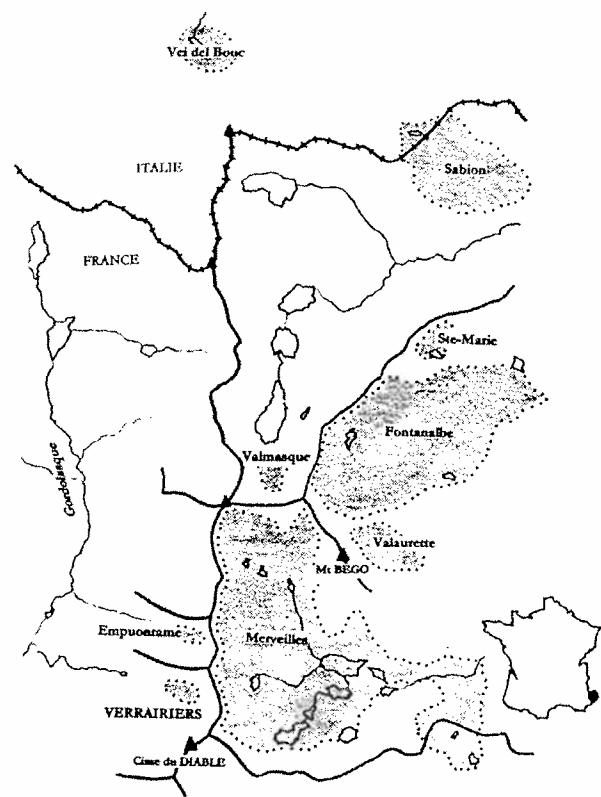 Vei del Bouc
ITALIE
Sabion
FRANCE
Ste-Marie
Fontanalbe
Valmasque
Gordolasque
Valaurette
Mt BEGO
Empuontame
Merveilles
VERRAIRIERS
Cime du DIABLE